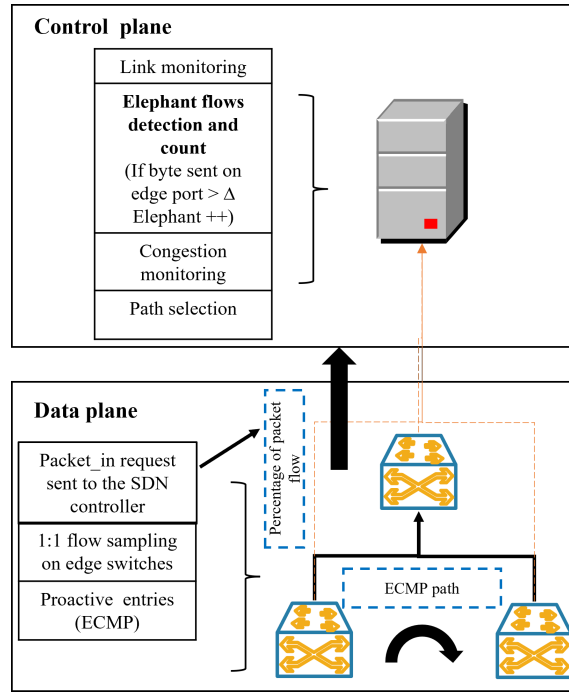 Control plane
Link monitoring
Elephant flows
detection and
count
(If byte sent on
edge port > Δ
Elephant ++)
Congestion
monitoring
Path selection
Data plane
Packet_in request
sent to the SDN
controller
1:1 flow sampling
on edge switches
Proactive entries
(ECMP)
Percentage of packet
flow
ECMP path